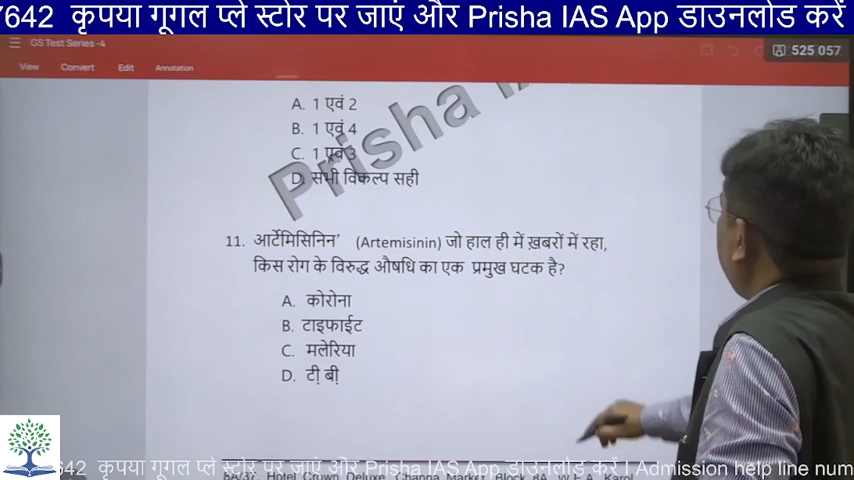 7642 कृपया गूगल प्ले स्टोर पर जाएं और Prisha IAS App डाउनलोड करें
GS Test Series -4
525 057
View Convert Edit Annotation
A. 1 एवं 2
B. 1 एवं 4
C. 1 एवं 3
D. सभी विकल्प सही
Prisha
11. आर्टेमिसिनिन' (Artemisinin) जो हाल ही में ख़बरों में रहा,
किस रोग के विरुद्ध औषधि का एक प्रमुख घटक है?
A. कोरोना
B. टाइफाईट
C. मलेरिया
D. टी़ बी़
642 कृपया गूगल प्ले स्टोर पर जाएं और Prisha IAS App डाउनलोड करें I Admission help line num
8A/37, Hotel Crown Deluxe, Channa Market, Block 8A, W.E.A, Karol